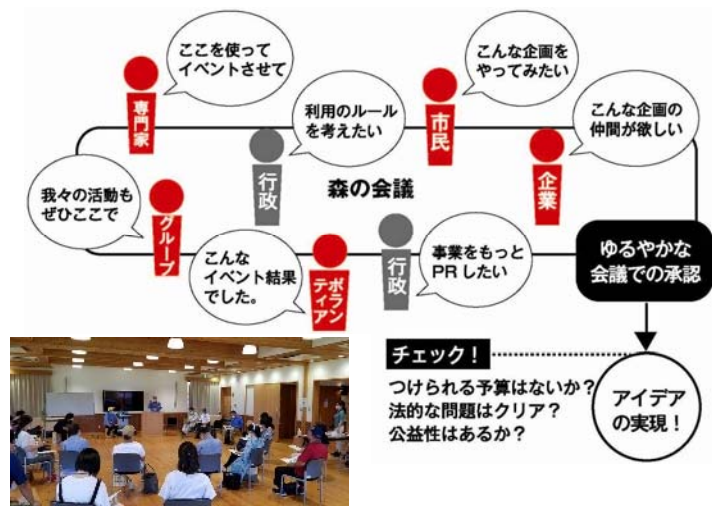 ここを使って
イベントさせて
専門家
利用のルール
を考えたい
行政
こんな企画を
やってみたい
市民
こんな企画の
仲間が欲しい
企業
森の会議
我々の活動も
ぜひここで
グループ
こんな
イベント結果
でした。
ボラン
ティア
行政
事業をもっと
PRしたい
ゆるやかな
会議での承認
チェック！
つけられる予算はないか？
法的な問題はクリア？
公益性はあるか？
アイデア
の実現！